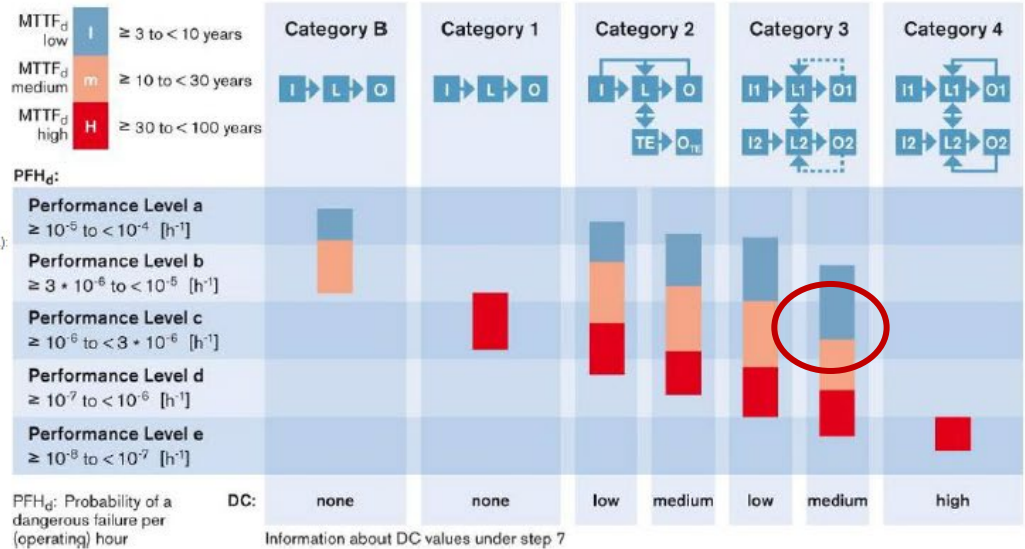 MTTFd low I ≥ 3 to < 10 years
MTTFd medium m ≥ 10 to < 30 years
MTTFd high H ≥ 30 to < 100 years
Category B Category 1 Category 2 Category 3 Category 4
I L O I L O I L O I1 L1 O1 I1 L1 O1
TE OTE I2 L2 O2 I2 L2 O2
PFHd:
Performance Level a
≥ 10-5 to < 10-4 [h-1]
):
Performance Level b
≥ 3 * 10-6 to < 10-5 [h-1]
Performance Level c
≥ 10-6 to < 3 * 10-6 [h-1]
Performance Level d
≥ 10-7 to < 10-6 [h-1]
Performance Level e
≥ 10-8 to < 10-7 [h-1]
PFHd: Probability of a
dangerous failure per
(operating) hour
DC: none none low medium low medium high
Information about DC values under step 7